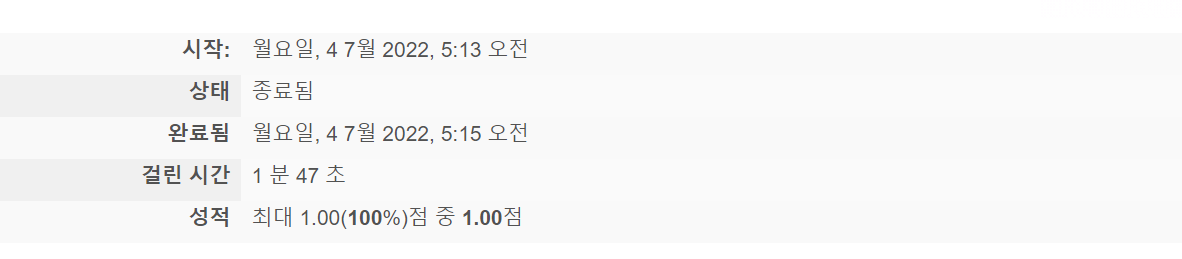 시작: 월요일, 4 7월 2022, 5:13 오전
상태 종료됨
완료됨 월요일, 4 7월 2022, 5:15 오전
걸린 시간 1 분 47 초
성적 최대 1.00(100%)점 중 1.00점